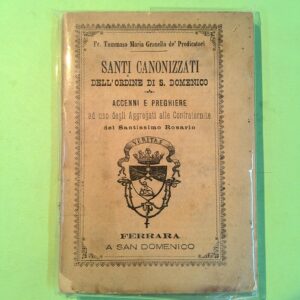 Fr. Tommaso Maria Granello de' Predicatori
SANTI CANONIZZATI
DELL'ORDINE DI S. DOMENICO
ACCENNI E PREGHIERE
ad uso degli Aggregati alle Confraternite
del Santissimo Rosario
VERITAS
FERRARA
A SAN DOMENICO